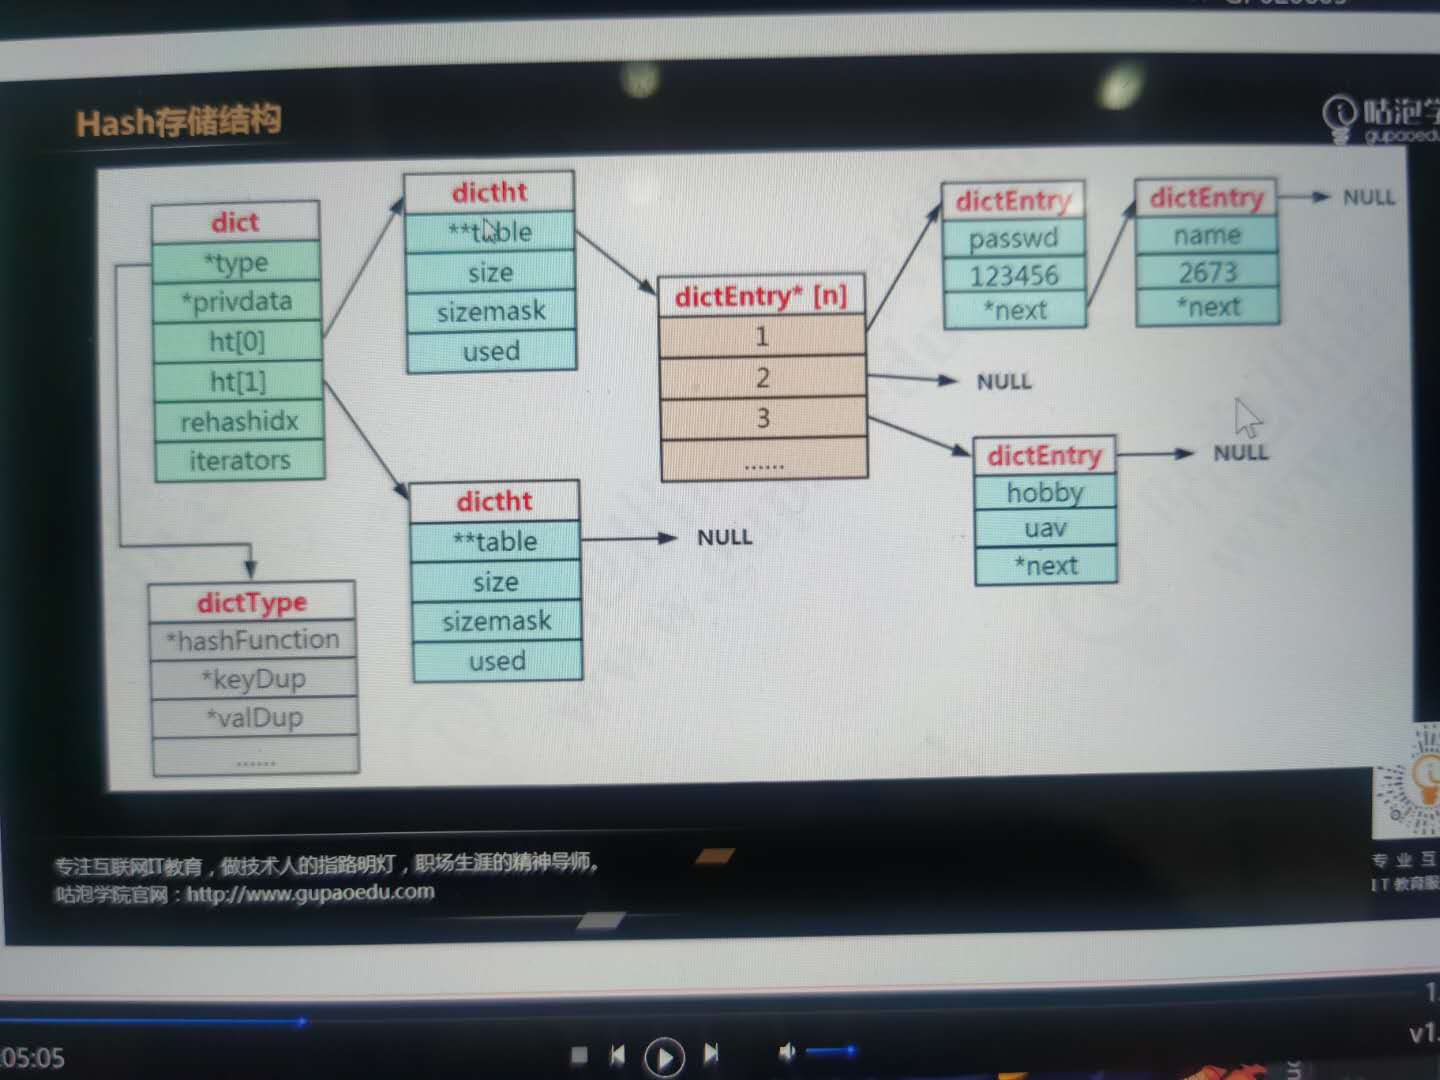 Hash存储结构
咕泡学
gupaoedu
dict
*type
*privdata
ht[0]
ht[1]
rehashidx
iterators
dictht
**table
size
sizemask
used
dictht
**table
size
sizemask
used
NULL
dictType
*hashFunction
*keyDup
*valDup
......
dictEntry* [n]
1
2
3
......
dictEntry
passwd
123456
*next
dictEntry
name
2673
*next
NULL
NULL
dictEntry
hobby
uav
*next
NULL
专注互联网IT教育，做技术人的指路明灯，职场生涯的精神导师。
咕泡学院官网：http://www.gupaoedu.com
专 业 互
IT教育服
:05:05
1.
v1.